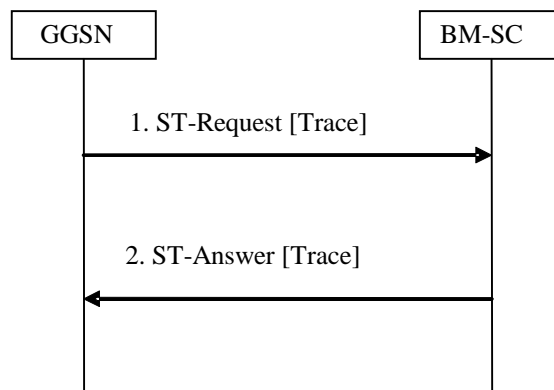 GGSN
BM-SC
1. ST-Request [Trace]
2. ST-Answer [Trace]